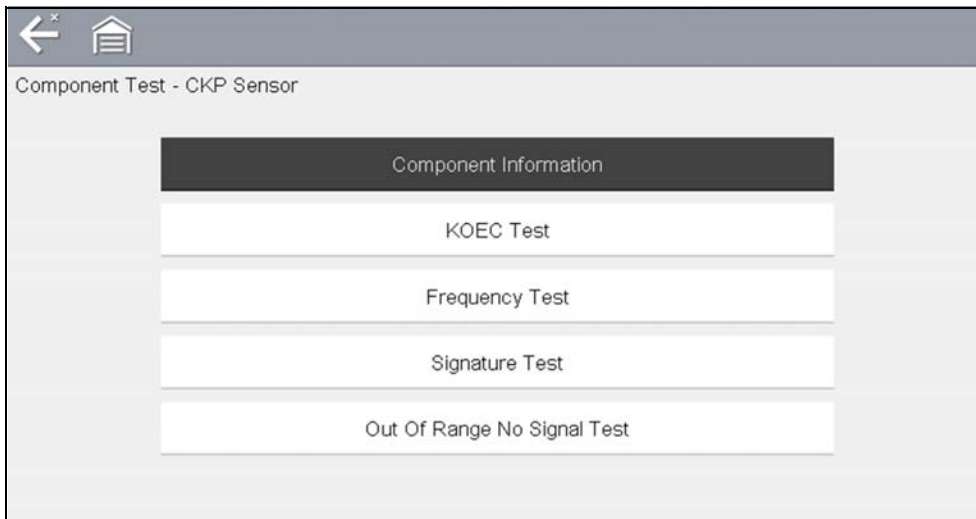 Component Test - CKP Sensor
Component Information
KOEC Test
Frequency Test
Signature Test
Out Of Range No Signal Test